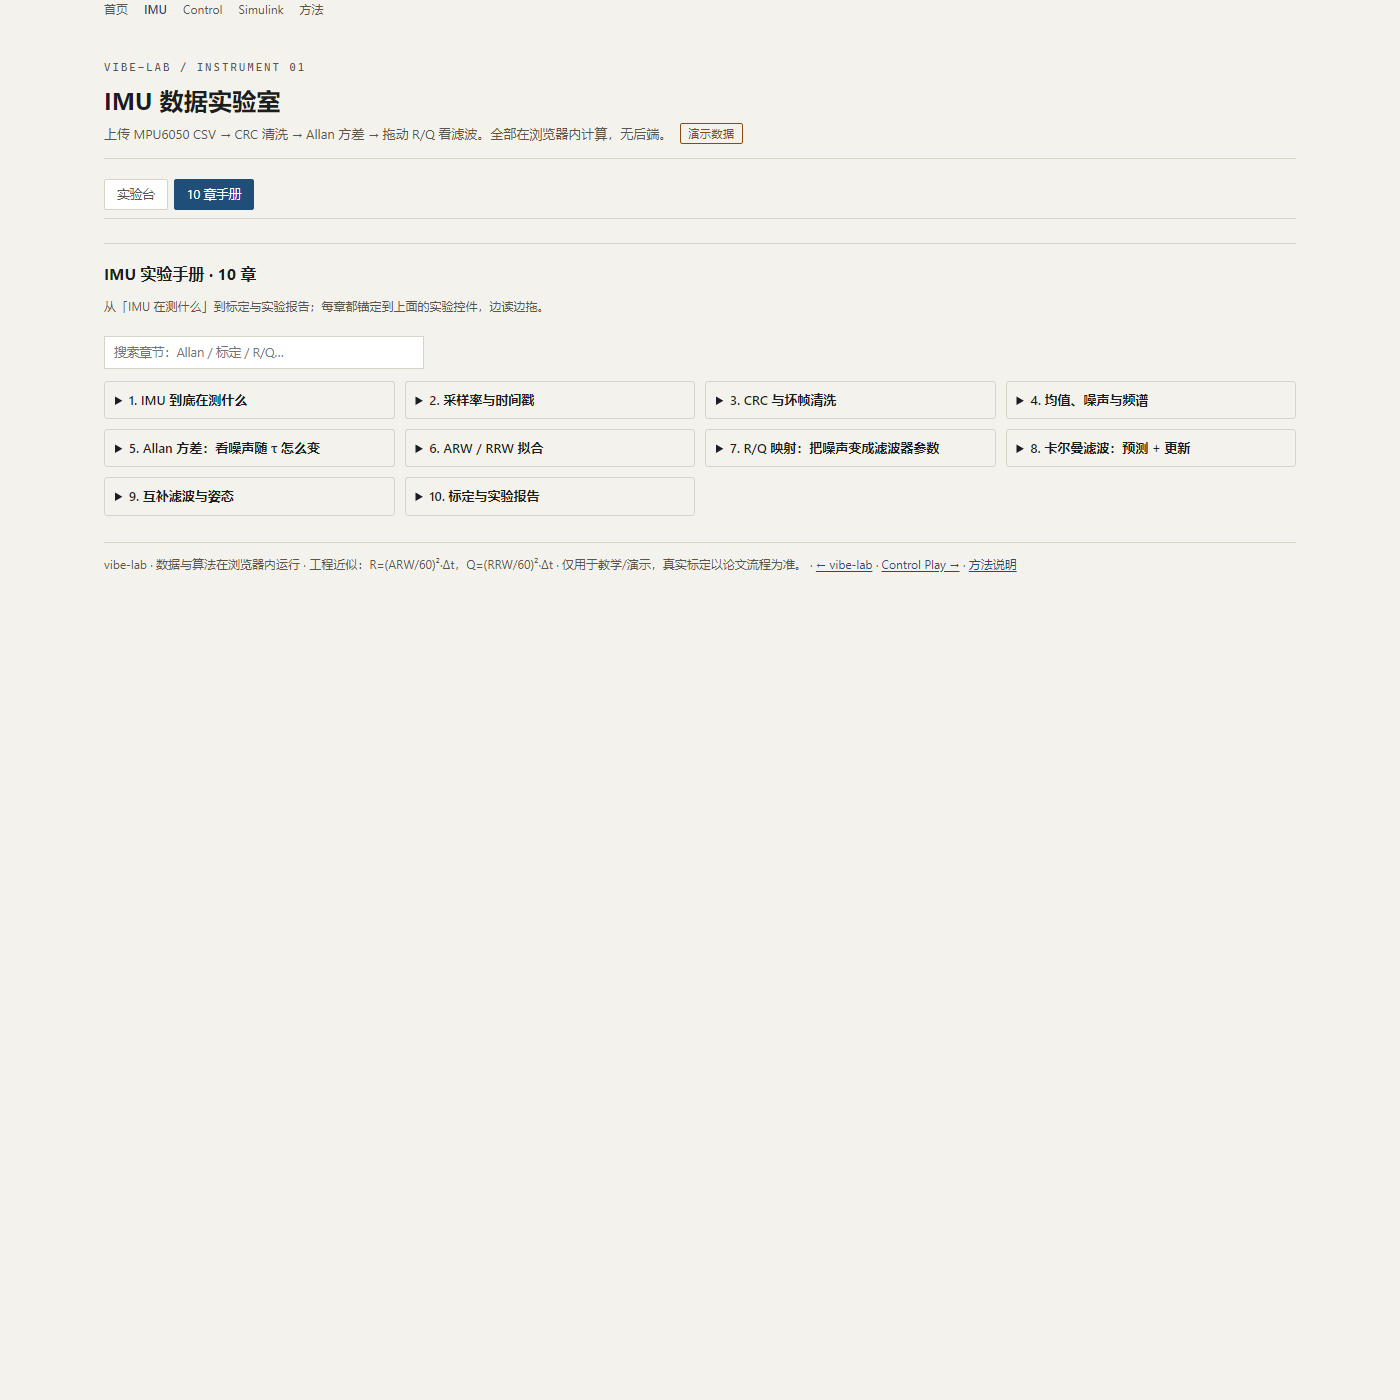 首页 IMU Control Simulink 方法
VIBE-LAB / INSTRUMENT 01
IMU 数据实验室
上传 MPU6050 CSV → CRC 清洗 → Allan 方差 → 拖动 R/Q 看滤波。全部在浏览器内计算，无后端。 演示数据
实验台 10 章手册
IMU 实验手册 · 10 章
从「IMU 在测什么」到标定与实验报告；每章都锚定到上面的实验控件，边读边拖。
搜索章节：Allan / 标定 / R/Q...
▶ 1. IMU 到底在测什么 ▶ 2. 采样率与时间戳 ▶ 3. CRC 与坏帧清洗 ▶ 4. 均值、噪声与频谱
▶ 5. Allan 方差：看噪声随 τ 怎么变 ▶ 6. ARW / RRW 拟合 ▶ 7. R/Q 映射：把噪声变成滤波器参数 ▶ 8. 卡尔曼滤波：预测 + 更新
▶ 9. 互补滤波与姿态 ▶ 10. 标定与实验报告
vibe-lab · 数据与算法在浏览器内运行 · 工程近似：R=(ARW/60)²·Δt，Q=(RRW/60)²·Δt · 仅用于教学/演示，真实标定以论文流程为准。 · ← vibe-lab · Control Play → · 方法说明